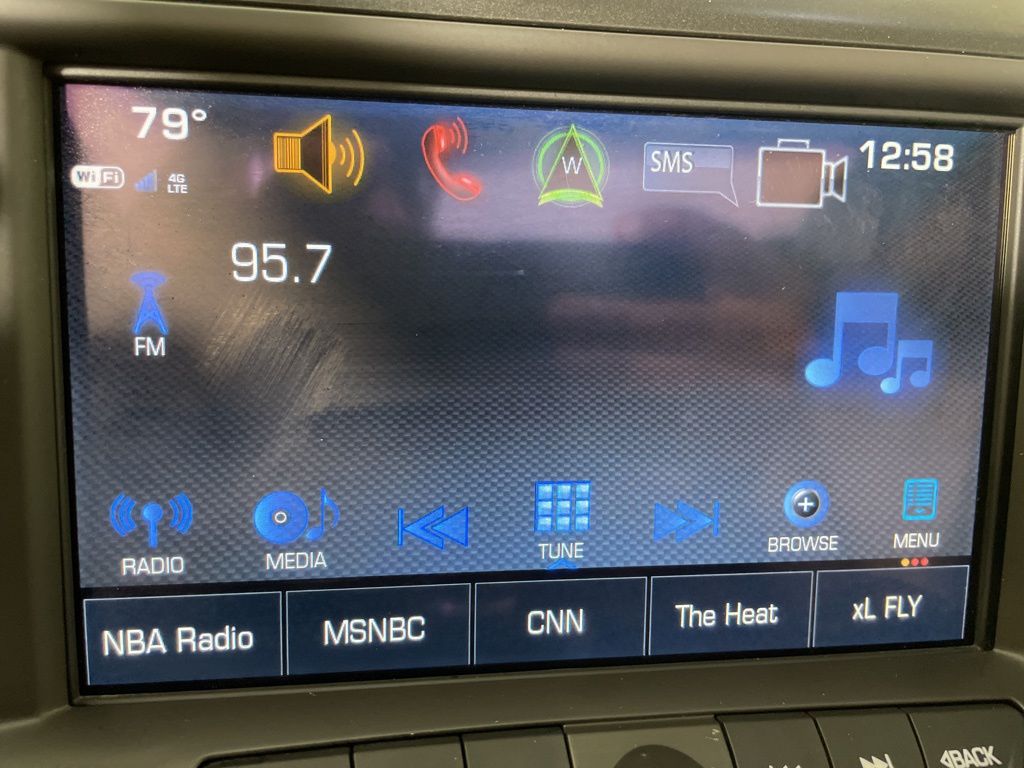 79°
WiFi
4G
LTE
W
SMS
12:58
95.7
FM
RADIO
MEDIA
TUNE
BROWSE
MENU
NBA Radio
MSNBC
CNN
The Heat
xL FLY
BACK